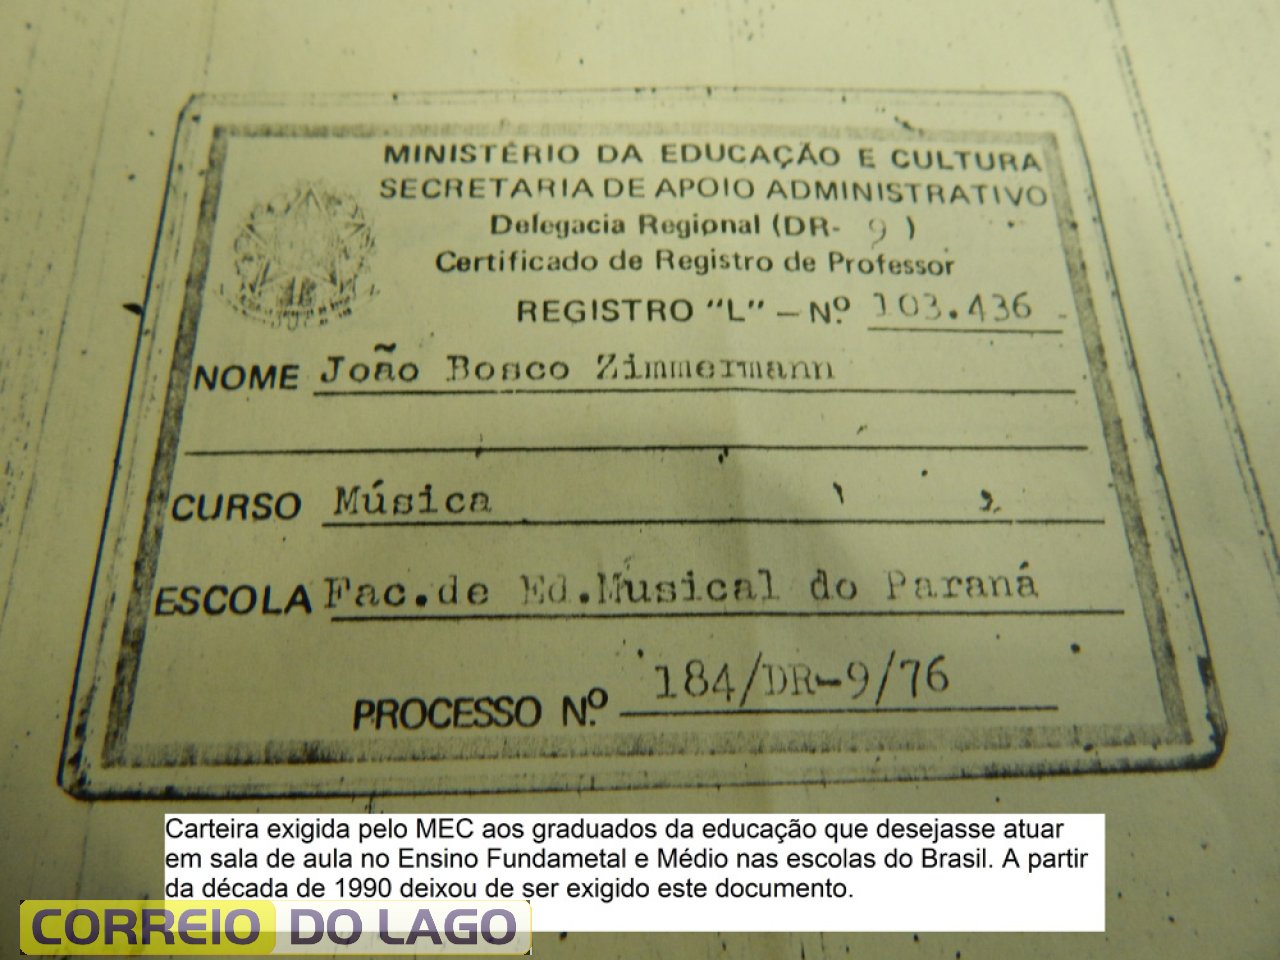 MINISTÉRIO DA EDUCAÇÃO E CULTURA
SECRETARIA DE APOIO ADMINISTRATIVO
Delegacia Regional (DR- 9 )
Certificado de Registro de Professor
REGISTRO "L" - Nº 103.436
NOME João Bosco Zimmermann
CURSO Música
ESCOLA Fac.de Ed.Musical do Paraná
PROCESSO Nº 184/DR-9/76
Carteira exigida pelo MEC aos graduados da educação que desejasse atuar
em sala de aula no Ensino Fundametal e Médio nas escolas do Brasil. A partir
da década de 1990 deixou de ser exigido este documento.
CORREIO DO LAGO